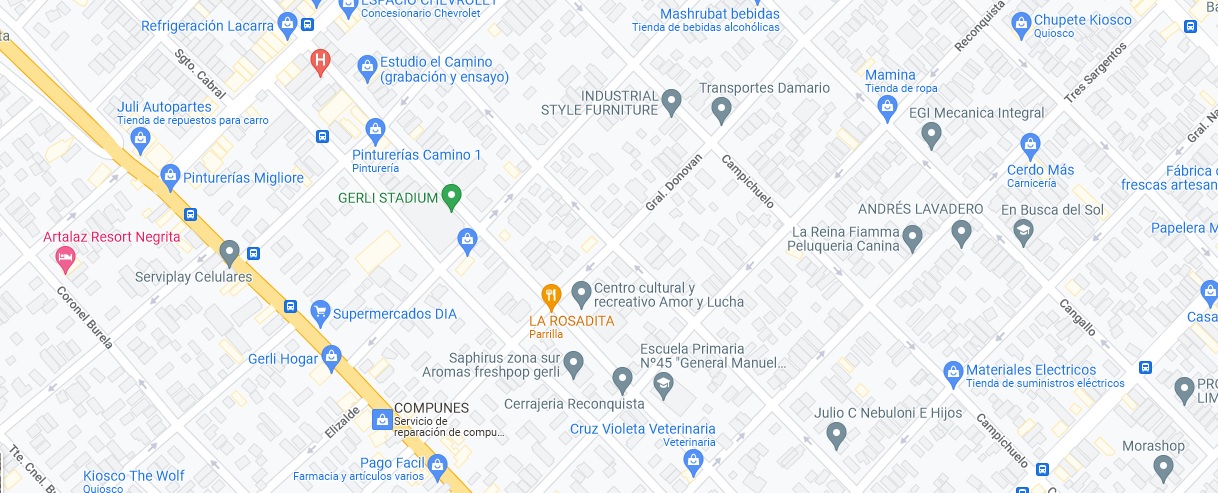 ESPACIO CHEVROLET
Concesionario Chevrolet
Refrigeración Lacarra
Mashrubat bebidas
Tienda de bebidas alcohólicas
Reconquista
Chupete Kiosco
Quiosco
Sgto. Cabral
H
Estudio el Camino
(grabación y ensayo)
Tres Sargentos
Mamina
Tienda de ropa
INDUSTRIAL
STYLE FURNITURE
Transportes Damario
Juli Autopartes
Tienda de repuestos para carro
EGI Mecanica Integral
Gral. Na
Pinturerías Camino 1
Pinturería
Pinturerías Migliore
Cerdo Más
Carnicería
Fábrica
frescas artesan
Gral. Donovan
Campichuelo
GERLI STADIUM
ANDRÉS LAVADERO
En Busca del Sol
Artalaz Resort Negrita
La Reina Fiamma
Peluqueria Canina
Papelera M
Serviplay Celulares
Centro cultural y
recreativo Amor y Lucha
Coronel Burela
Supermercados DIA
LA ROSADITA
Parrilla
Cangallo
Casa
Gerli Hogar
Saphirus zona sur
Aromas freshpop gerli
Escuela Primaria
N°45 "General Manuel...
Materiales Electricos
Tienda de suministros eléctricos
PRO
LIM
Cerrajeria Reconquista
COMPUNES
Servicio de
reparación de compu...
Elizalde
Julio C Nebuloni E Hijos
Campichuelo
Cruz Violeta Veterinaria
Veterinaria
Morashop
Tte. Cnel. B
Pago Facil
Farmacia y artículos varios
Kiosco The Wolf
Quiosco